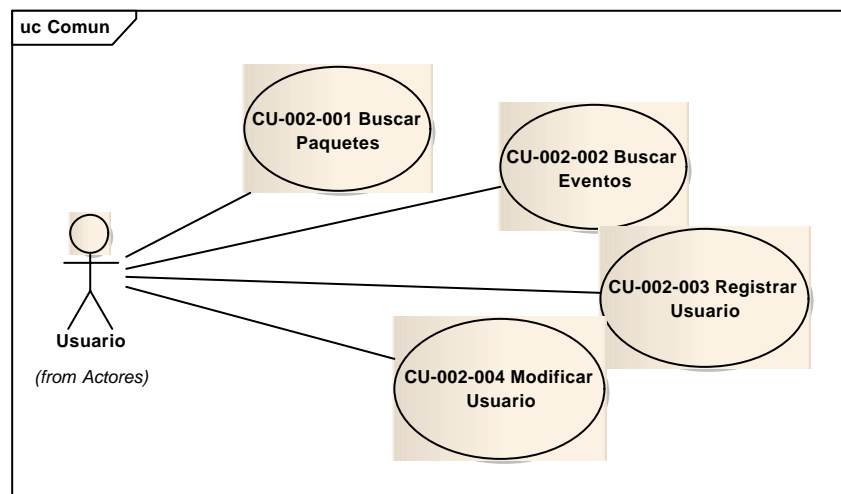 uc Comun
CU-002-001 Buscar
Paquetes
CU-002-002 Buscar
Eventos
CU-002-003 Registrar
Usuario
Usuario
(from Actores)
CU-002-004 Modificar
Usuario